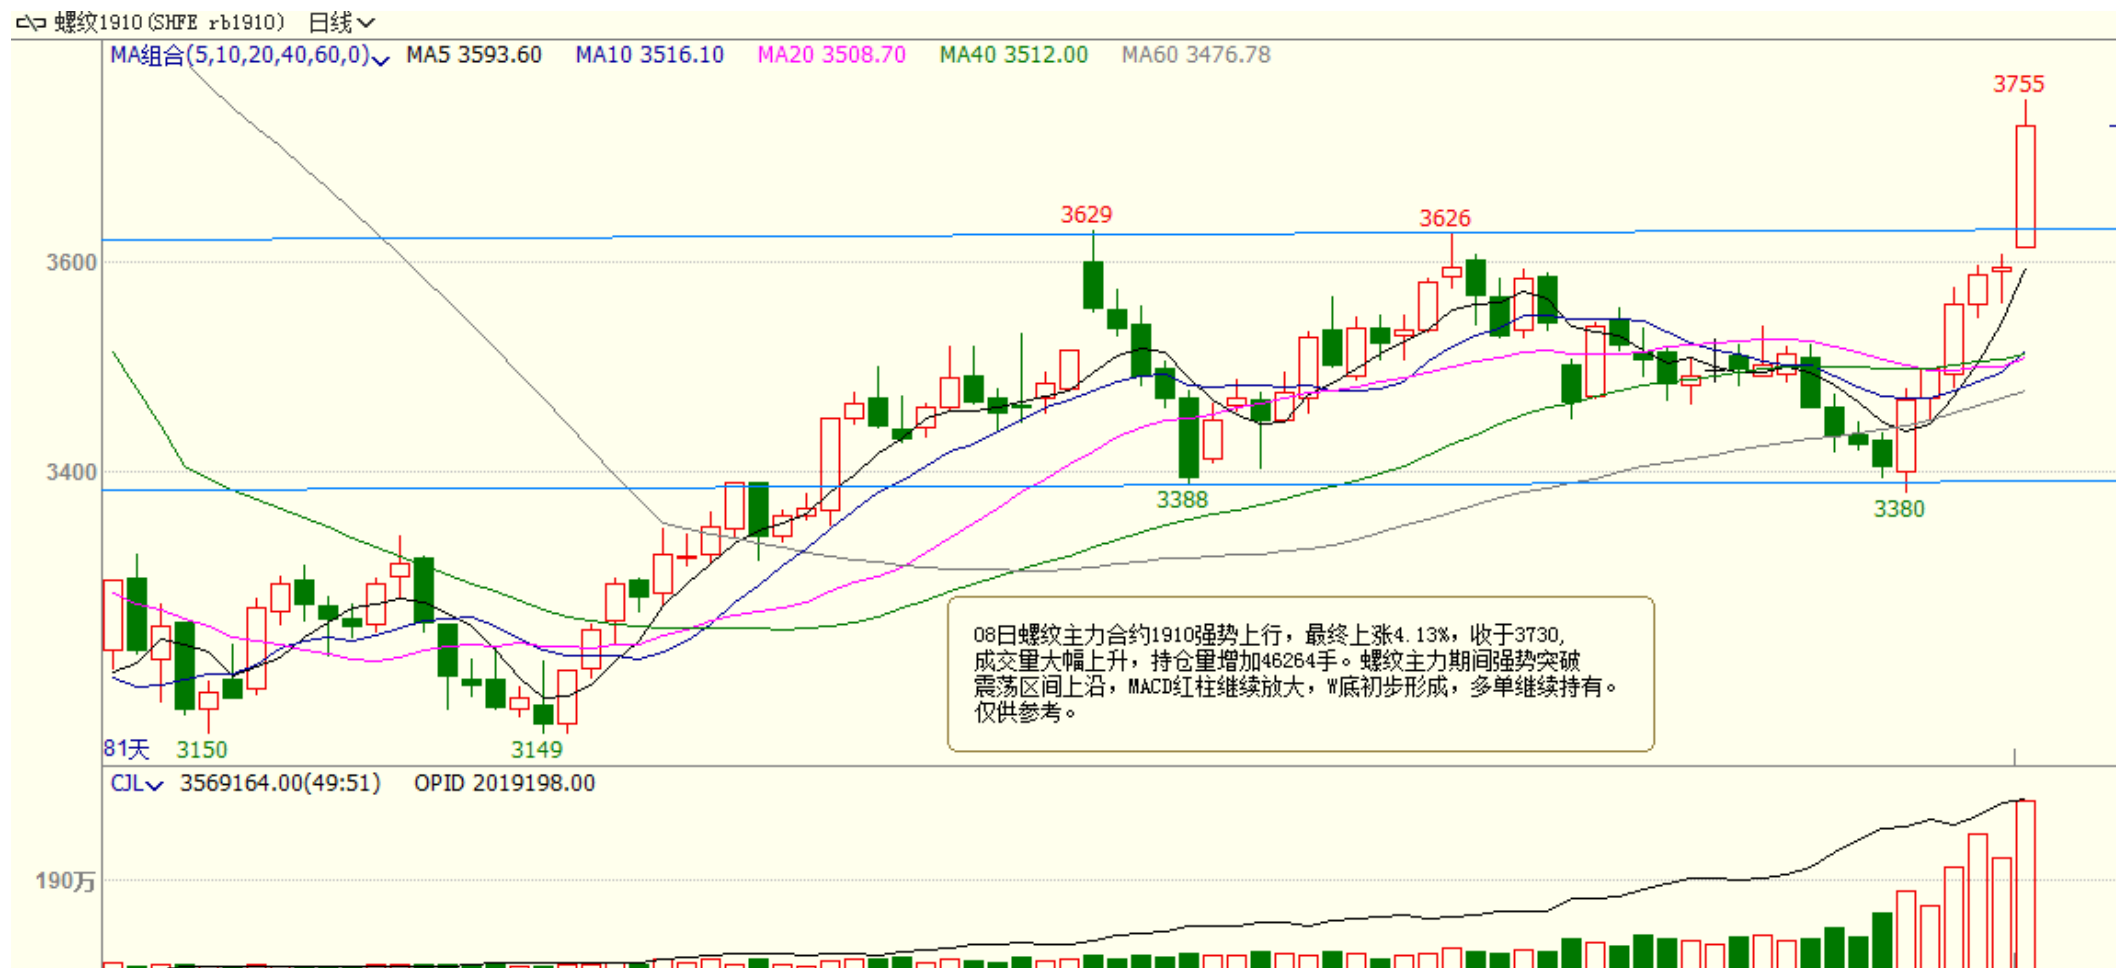 螺纹1910(SHFE rb1910) 日线
MA组合(5,10,20,40,60,0) MA5 3593.60 MA10 3516.10 MA20 3508.70 MA40 3512.00 MA60 3476.78
3755
3629
3626
3600
3400
3388
3380
08日螺纹主力合约1910强势上行，最终上涨4.13%，收于3730,
成交量大幅上升，持仓量增加46264手。螺纹主力期间强势突破
震荡区间上沿，MACD红柱继续放大，W底初步形成，多单继续持有。
仅供参考。
81天 3150
3149
CJL 3569164.00(49:51) OPID 2019198.00
190万